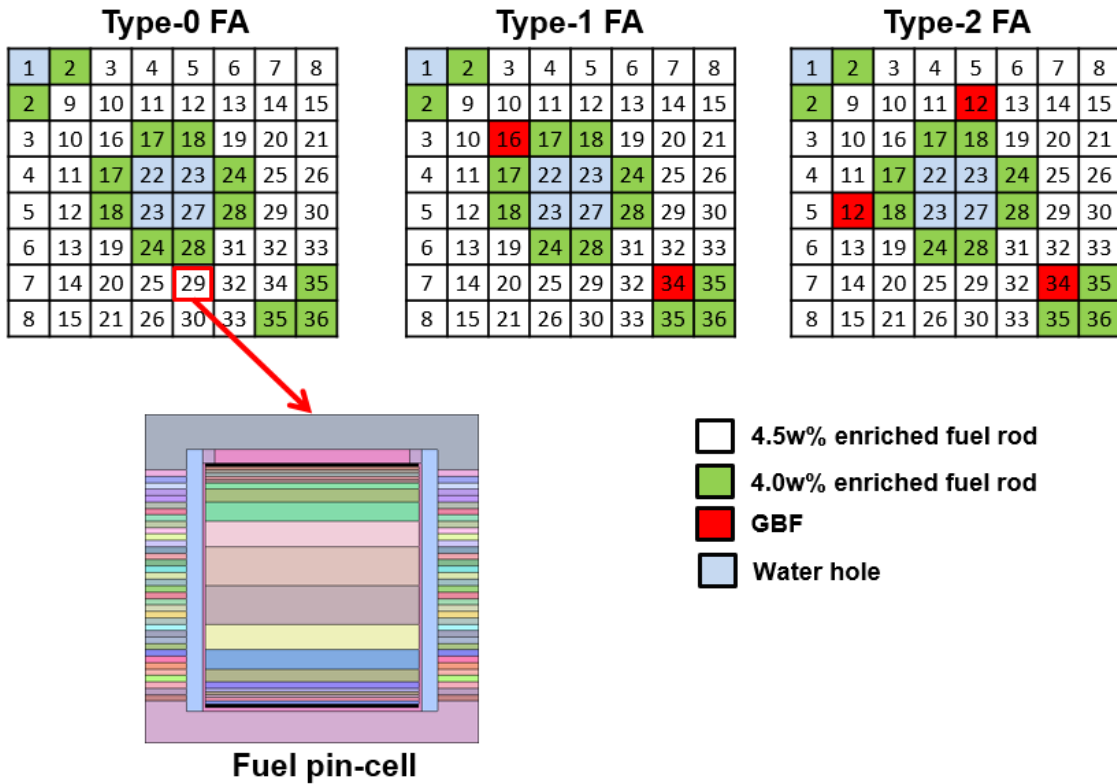 Type-0 FA
1 2 3 4 5 6 7 8
2 9 10 11 12 13 14 15
3 10 16 17 18 19 20 21
4 11 17 22 23 24 25 26
5 12 18 23 27 28 29 30
6 13 19 24 28 31 32 33
7 14 20 25 29 32 34 35
8 15 21 26 30 33 35 36
Type-1 FA
1 2 3 4 5 6 7 8
2 9 10 11 12 13 14 15
3 10 16 17 18 19 20 21
4 11 17 22 23 24 25 26
5 12 18 23 27 28 29 30
6 13 19 24 28 31 32 33
7 14 20 25 29 32 34 35
8 15 21 26 30 33 35 36
Type-2 FA
1 2 3 4 5 6 7 8
2 9 10 11 12 13 14 15
3 10 16 17 18 19 20 21
4 11 17 22 23 24 25 26
5 12 18 23 27 28 29 30
6 13 19 24 28 31 32 33
7 14 20 25 29 32 34 35
8 15 21 26 30 33 35 36
Fuel pin-cell
4.5w% enriched fuel rod
4.0w% enriched fuel rod
GBF
Water hole